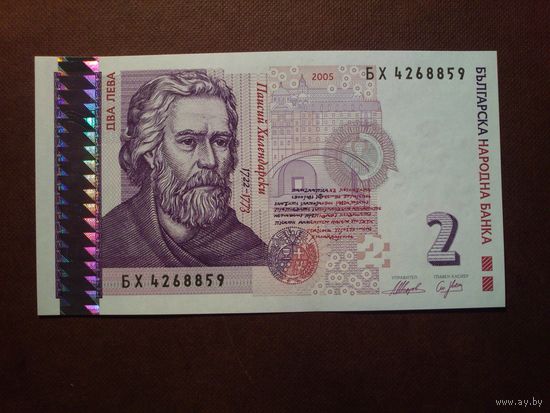 2005
БХ 4268859
ДВА ЛЕВА
Паисий Хилендарски
1722-1773
БЪЛГАРСКА НАРОДНА БАНКА
2
БХ 4268859
УПРАВИТЕЛ
ГЛАВЕН КАСИЕР
www.ay.by